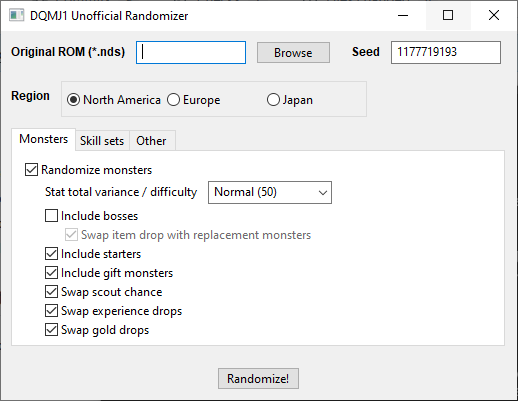 DQMJ1 Unofficial Randomizer
Original ROM (*.nds) Browse Seed 1177719193
Region North America Europe Japan
Monsters Skill sets Other
Randomize monsters
Stat total variance / difficulty Normal (50)
Include bosses
Swap item drop with replacement monsters
Include starters
Include gift monsters
Swap scout chance
Swap experience drops
Swap gold drops
Randomize!